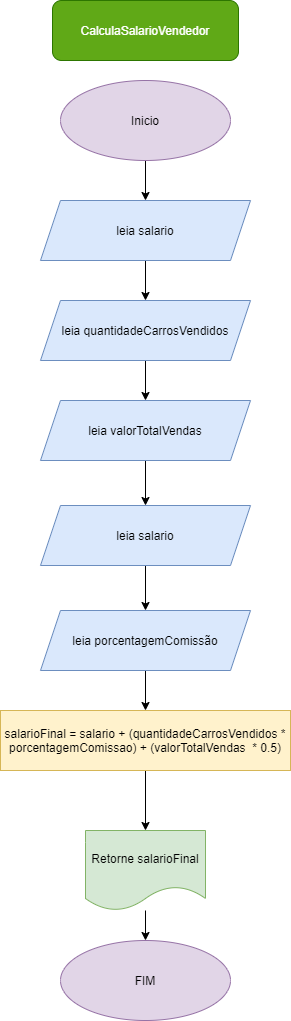 CalculaSalarioVendedor
Inicio
leia salario
leia quantidadeCarrosVendidos
leia valorTotalVendas
leia salario
leia porcentagemComissão
salarioFinal = salario + (quantidadeCarrosVendidos *
porcentagemComissao) + (valorTotalVendas * 0.5)
Retorne salarioFinal
FIM